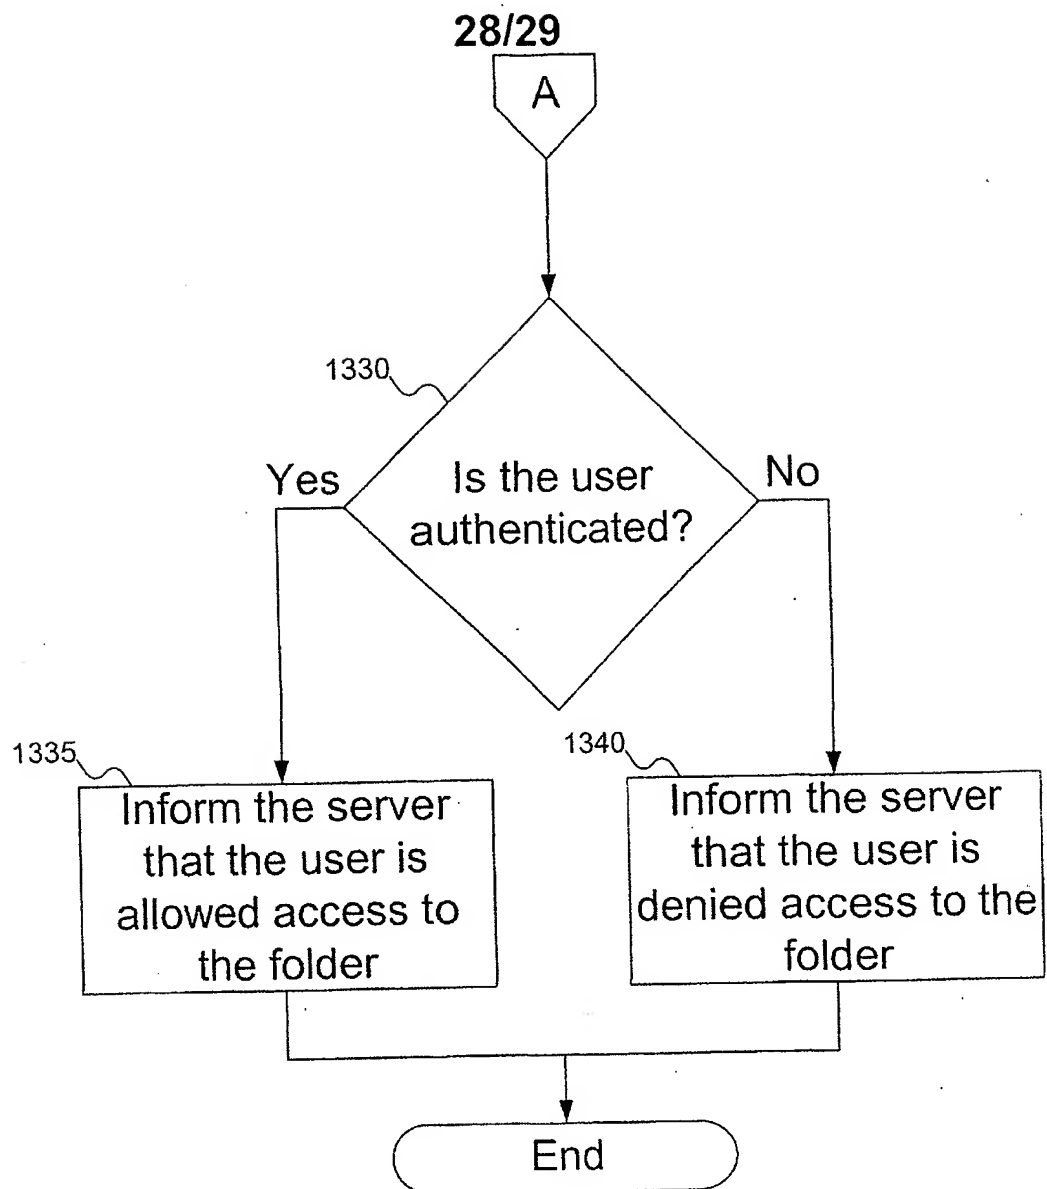 28/29
A
1330
Yes
No
Is the user
authenticated?
1335
1340
Inform the server
that the user is
allowed access to
the folder
Inform the server
that the user is
denied access to the
folder
End